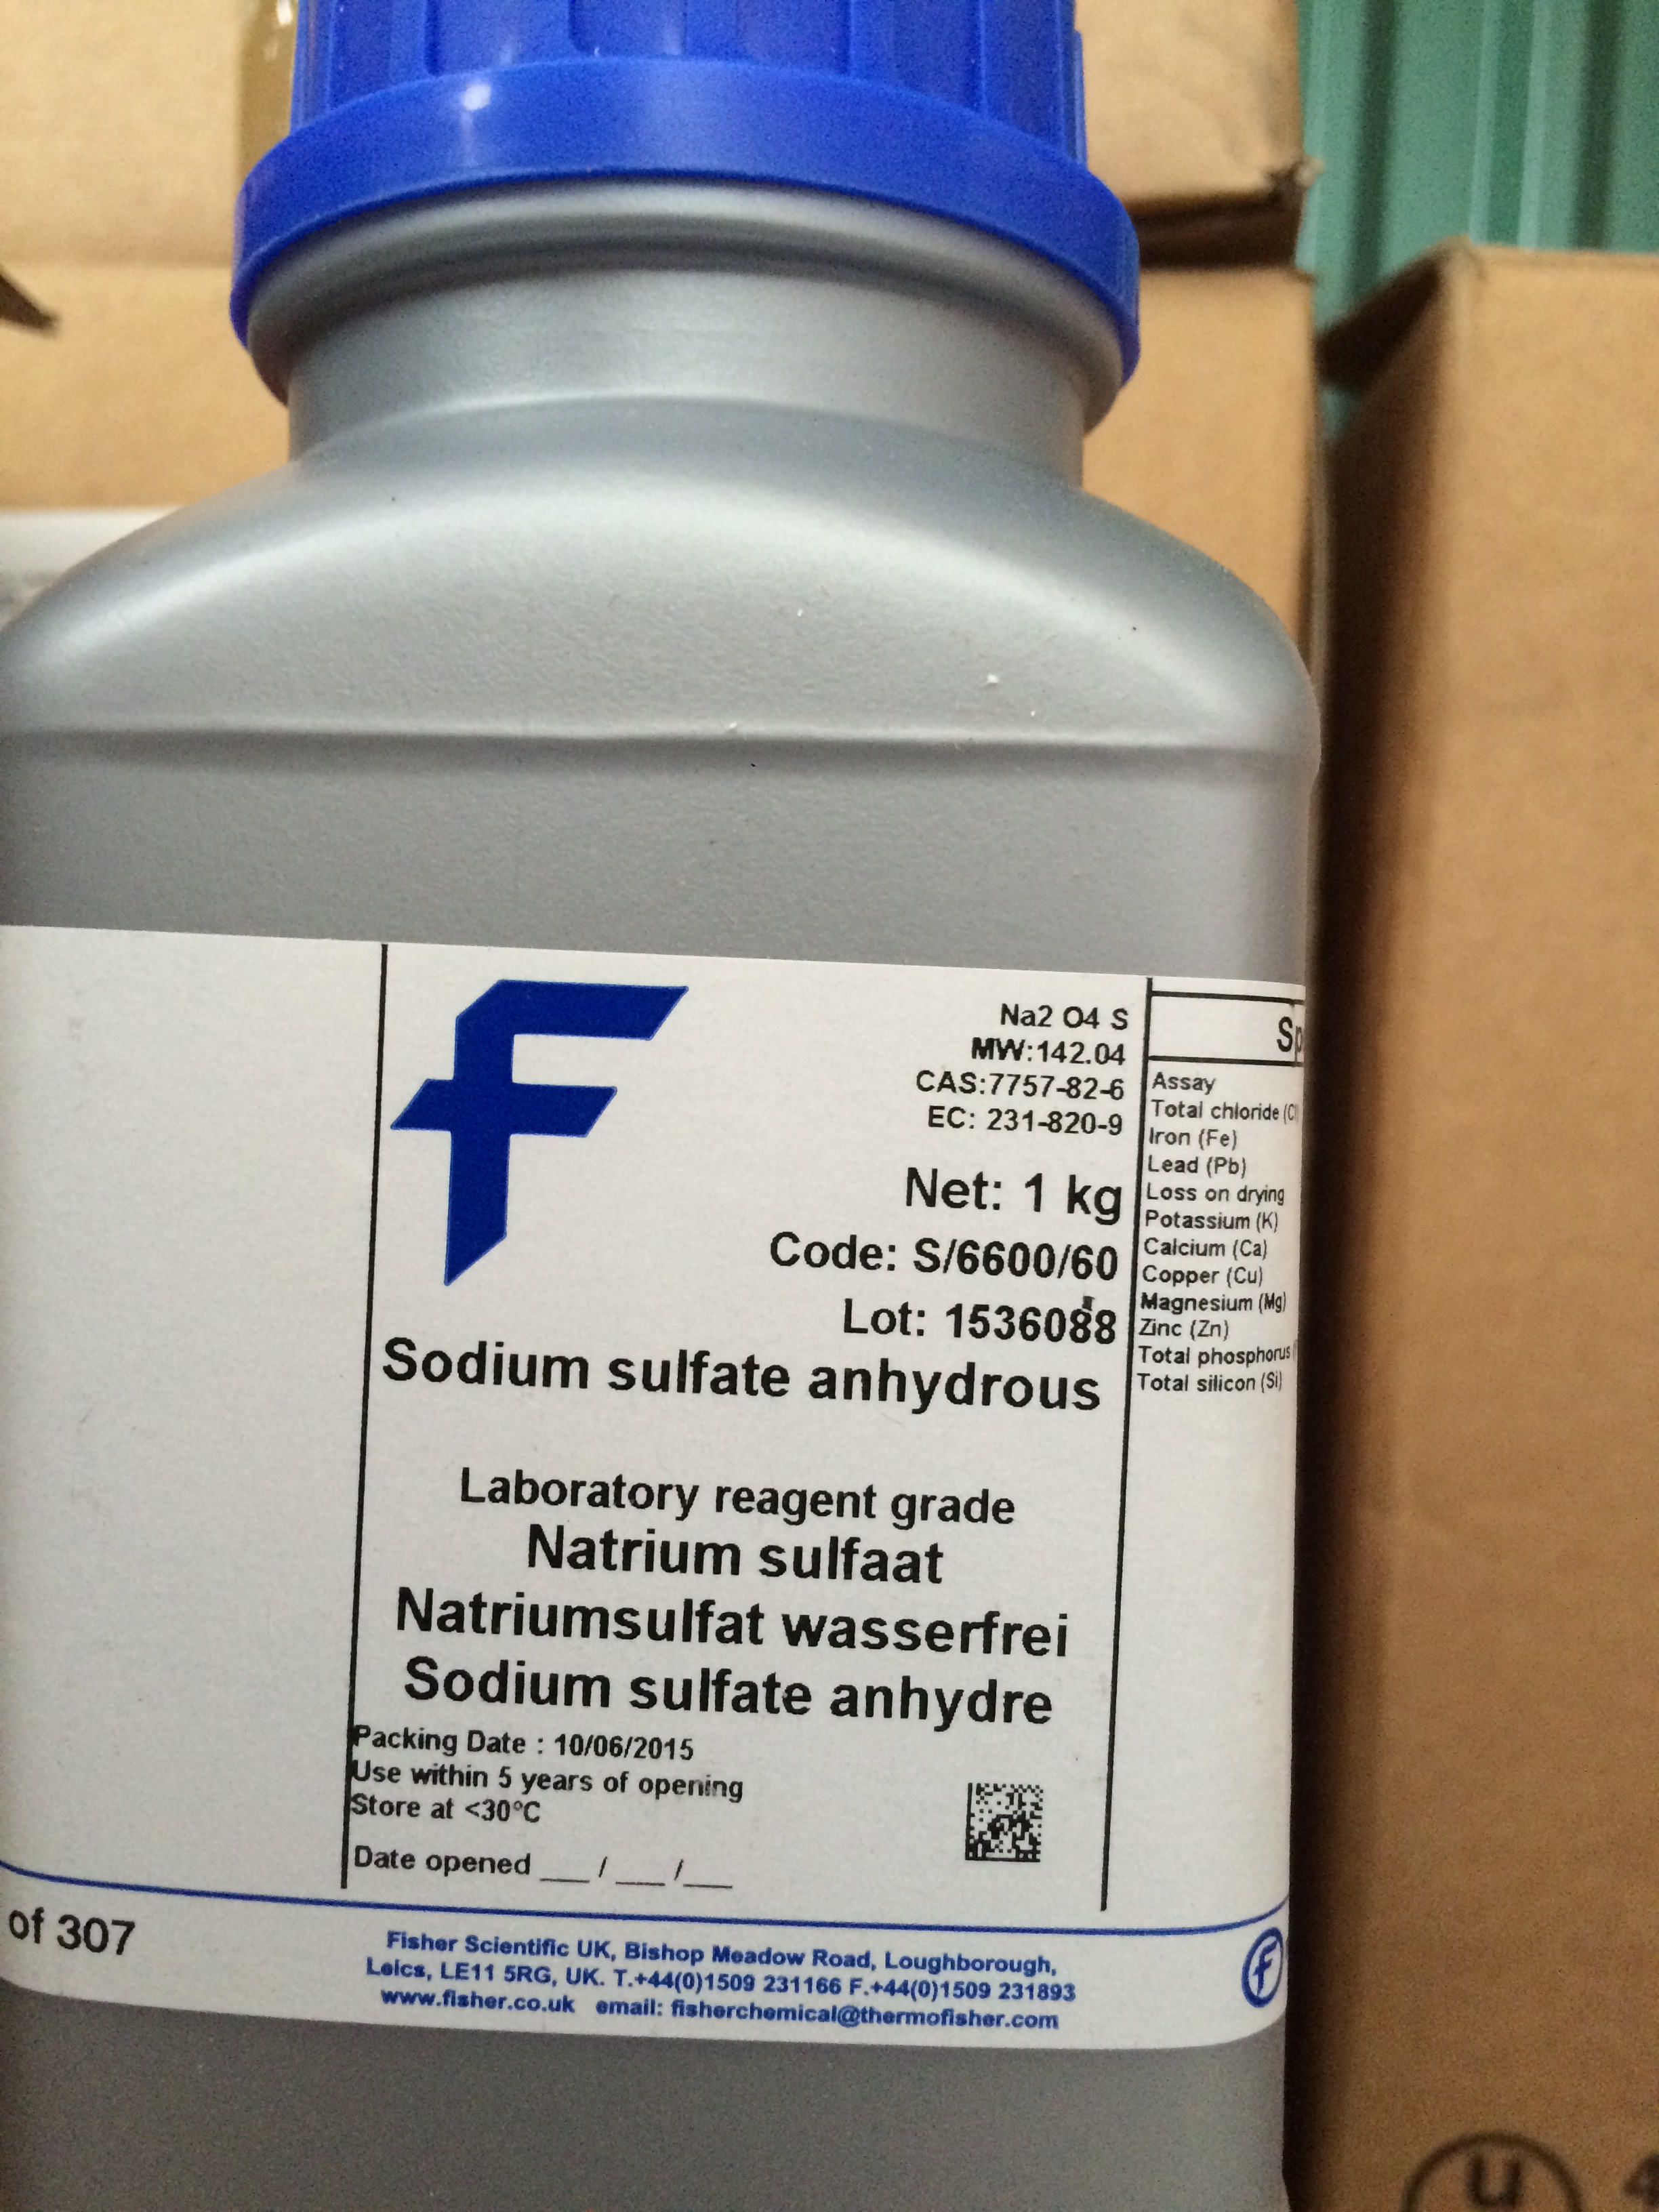 Na2 O4 S
MW:142.04
CAS:7757-82-6
EC: 231-820-9
Net: 1 kg
Code: S/6600/60
Lot: 1536088
Sodium sulfate anhydrous
Laboratory reagent grade
Natrium sulfaat
Natriumsulfat wasserfrei
Sodium sulfate anhydre
Packing Date : 10/06/2015
Use within 5 years of opening
Store at <30°C
Date opened ___ / ___ / ___
Assay
Total chloride (Cl
Iron (Fe)
Lead (Pb)
Loss on drying
Potassium (K)
Calcium (Ca)
Copper (Cu)
Magnesium (Mg)
Zinc (Zn)
Total phosphorus
Total silicon (Si)
of 307
Fisher Scientific UK, Bishop Meadow Road, Loughborough,
Leics, LE11 5RG, UK. T.+44(0)1509 231166 F.+44(0)1509 231893
www.fisher.co.uk email: fisherchemical@thermofisher.com